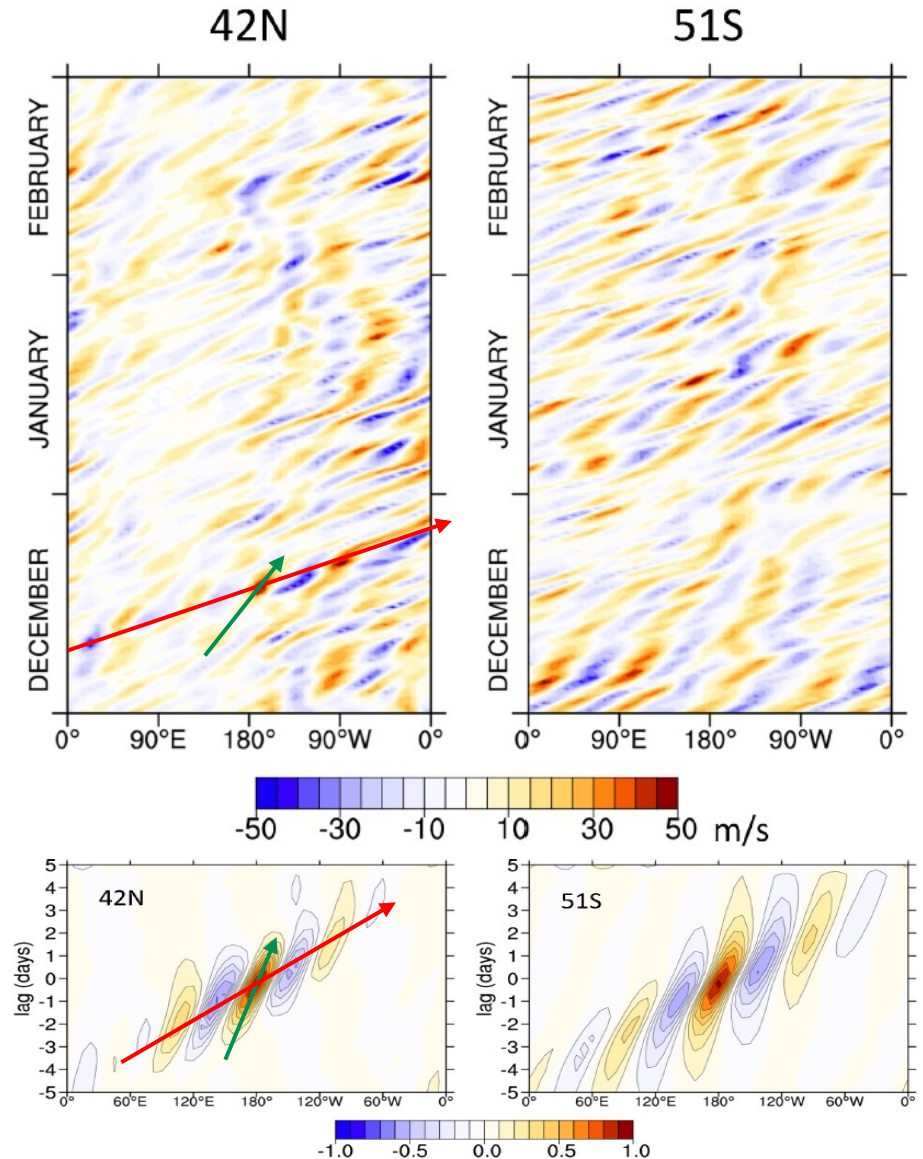 42N 51S
FEBRUARY
JANUARY
DECEMBER
0° 90°E 180° 90°W 0°
FEBRUARY
JANUARY
DECEMBER
0° 90°E 180° 90°W 0°
-50 -30 -10 10 30 50 m/s
42N
lag (days)
5
4
3
2
1
0
-1
-2
-3
-4
-5
0° 60°E 120°E 180° 120°W 60°W 0°
51S
lag (days)
5
4
3
2
1
0
-1
-2
-3
-4
-5
0° 60°E 120°E 180° 120°W 60°W 0°
-1.0 -0.5 0.0 0.5 1.0